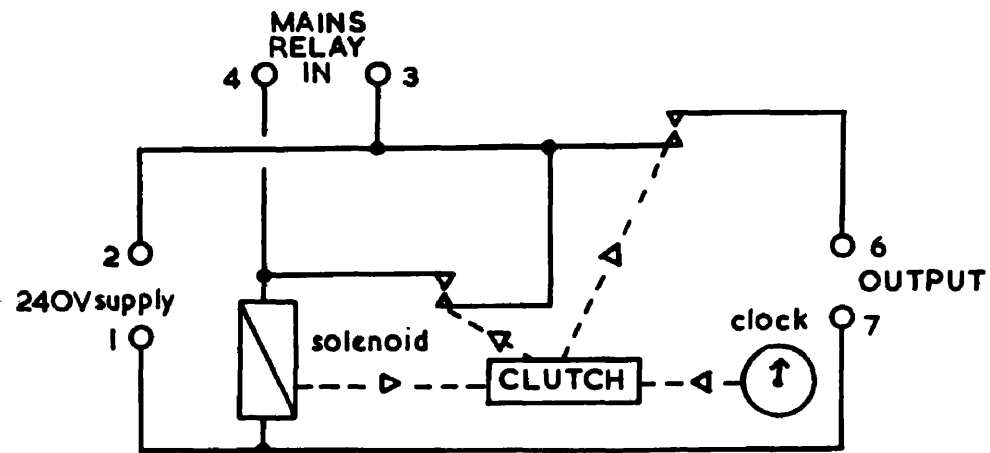 MAINS
RELAY
4 IN 3
2
6
OUTPUT
240V supply
1
7
clock
solenoid
CLUTCH